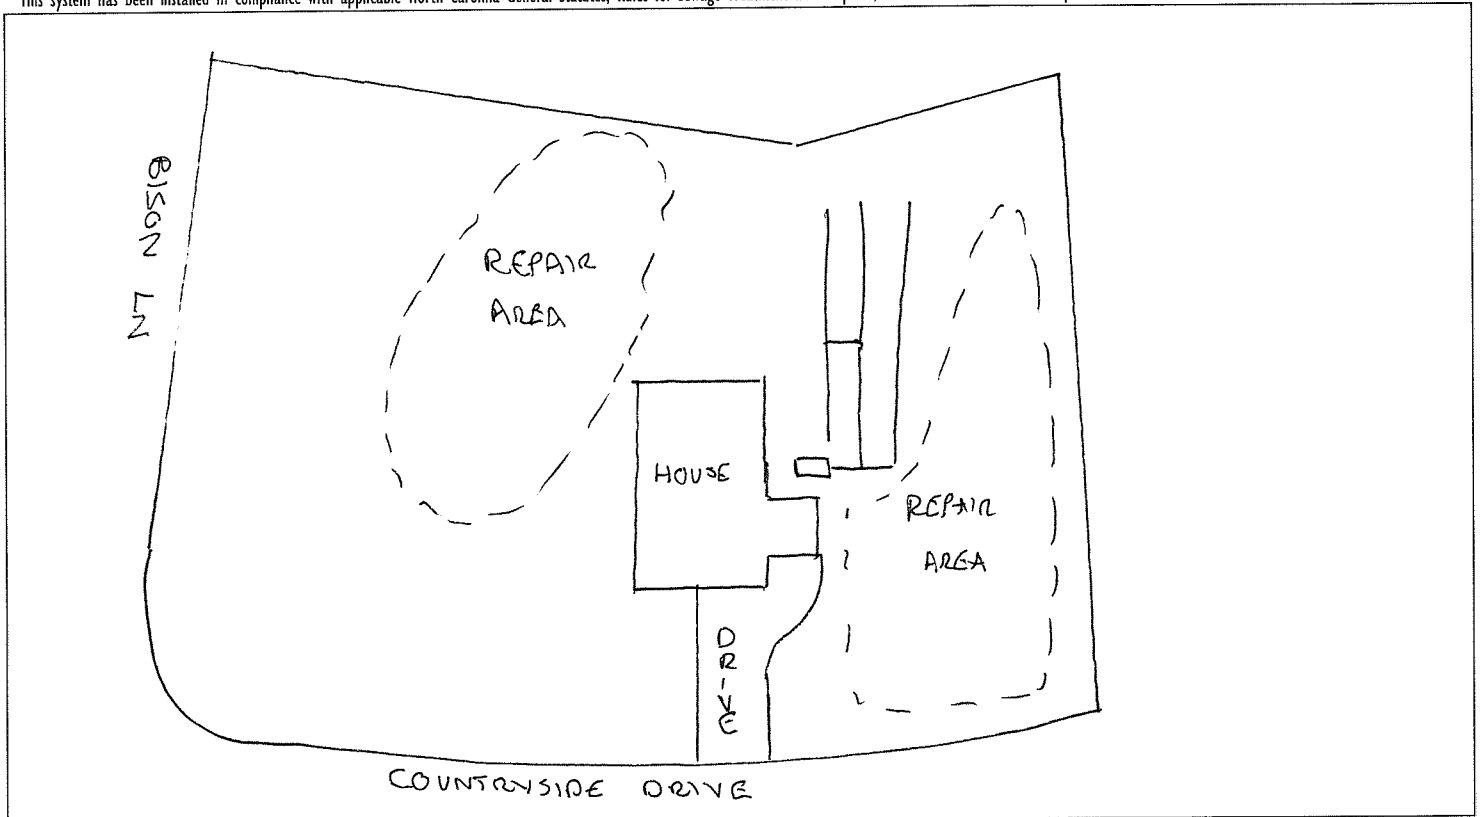 This system has been installed in compliance with applicable North Carolina General Statutes, Rules for Sewage Treatment
BISON LN
REPAIR
AREA
HOUSE
REPAIR
AREA
DRIVE
COUNTRYSIDE DRIVE